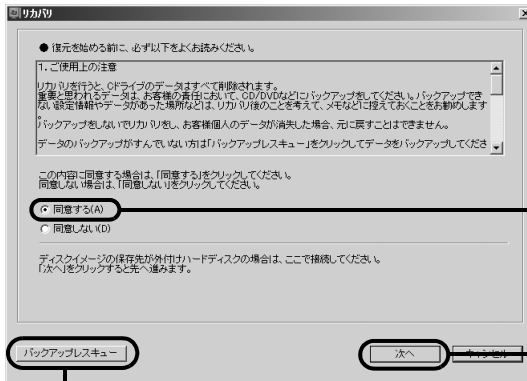 リカバリ
● 復元を始める前に、必ず以下をよくお読みください。
1. ご使用上の注意
リカバリを行うと、Cドライブのデータはすべて削除されます。
重要と思われるデータは、お客様の責任において、CD/DVDなどにバックアップをしてください。バックアップでき
ない設定情報やデータがあった場所などは、リカバリ後のことを考えて、メモなどに控えておくことをお勧めします
。
バックアップをしないでリカバリをし、お客様個人のデータが消失した場合、元に戻すことはできません。
データのバックアップがすんでいない方は「バックアップレスキュー」をクリックしてデータをバックアップしてくださ
この内容に同意する場合は、「同意する」をクリックしてください。
同意しない場合は、「同意しない」をクリックしてください。
同意する(A)
同意しない(D)
ディスクイメージの保存先が外付けハードディスクの場合は、ここで接続してください。
「次へ」をクリックすると先へ進みます。
バックアップレスキュー
次へ
キャンセル